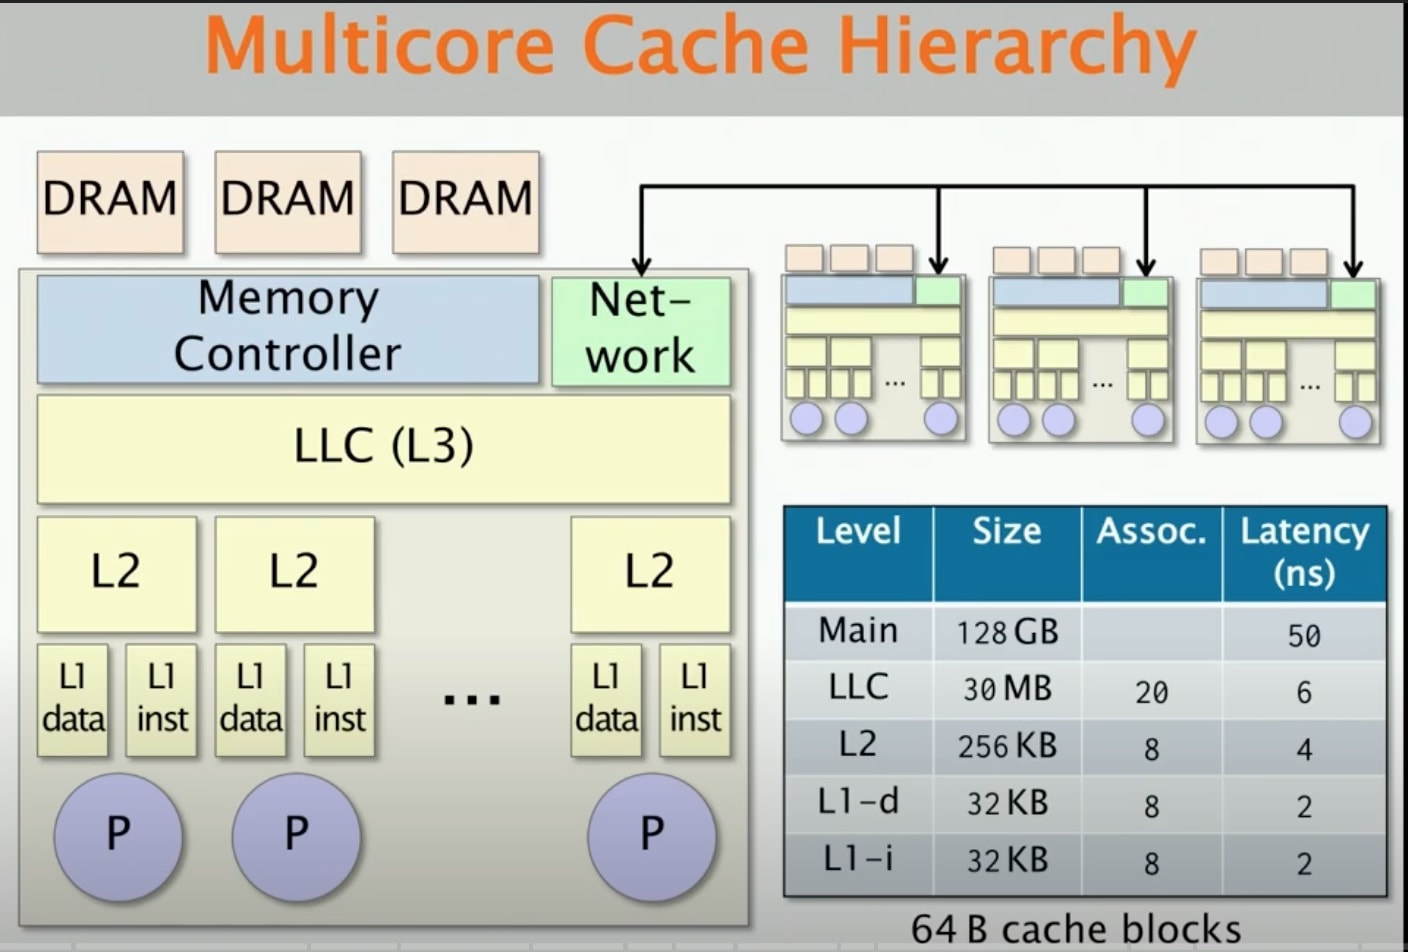 Multicore Cache Hierarchy
DRAM DRAM DRAM
Memory
Controller
Net-
work
LLC (L3)
L2 L2 L2
L1
data
L1
inst
L1
data
L1
inst
...
L1
data
L1
inst
P P P
...
...
...
Level Size Assoc. Latency
(ns)
Main 128 GB 50
LLC 30 MB 20 6
L2 256 KB 8 4
L1-d 32 KB 8 2
L1-i 32 KB 8 2
64 B cache blocks